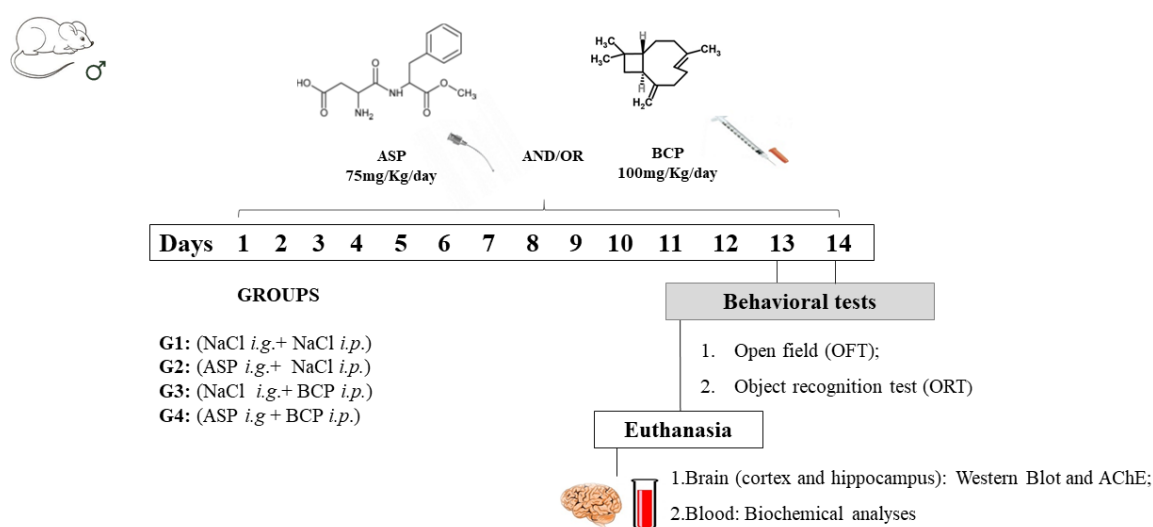 HO
O
NH₂
O
NH
O
O
CH₃
H₃C
H₃C
H
H
H₂C
CH₃
ASP
75mg/Kg/day
AND/OR
BCP
100mg/Kg/day
Days 1 2 3 4 5 6 7 8 9 10 11 12 13 14
GROUPS
G1: (NaCl i.g.+ NaCl i.p.)
G2: (ASP i.g.+ NaCl i.p.)
G3: (NaCl i.g.+ BCP i.p.)
G4: (ASP i.g + BCP i.p.)
Behavioral tests
1. Open field (OFT);
2. Object recognition test (ORT)
Euthanasia
1.Brain (cortex and hippocampus): Western Blot and AChE;
2.Blood: Biochemical analyses